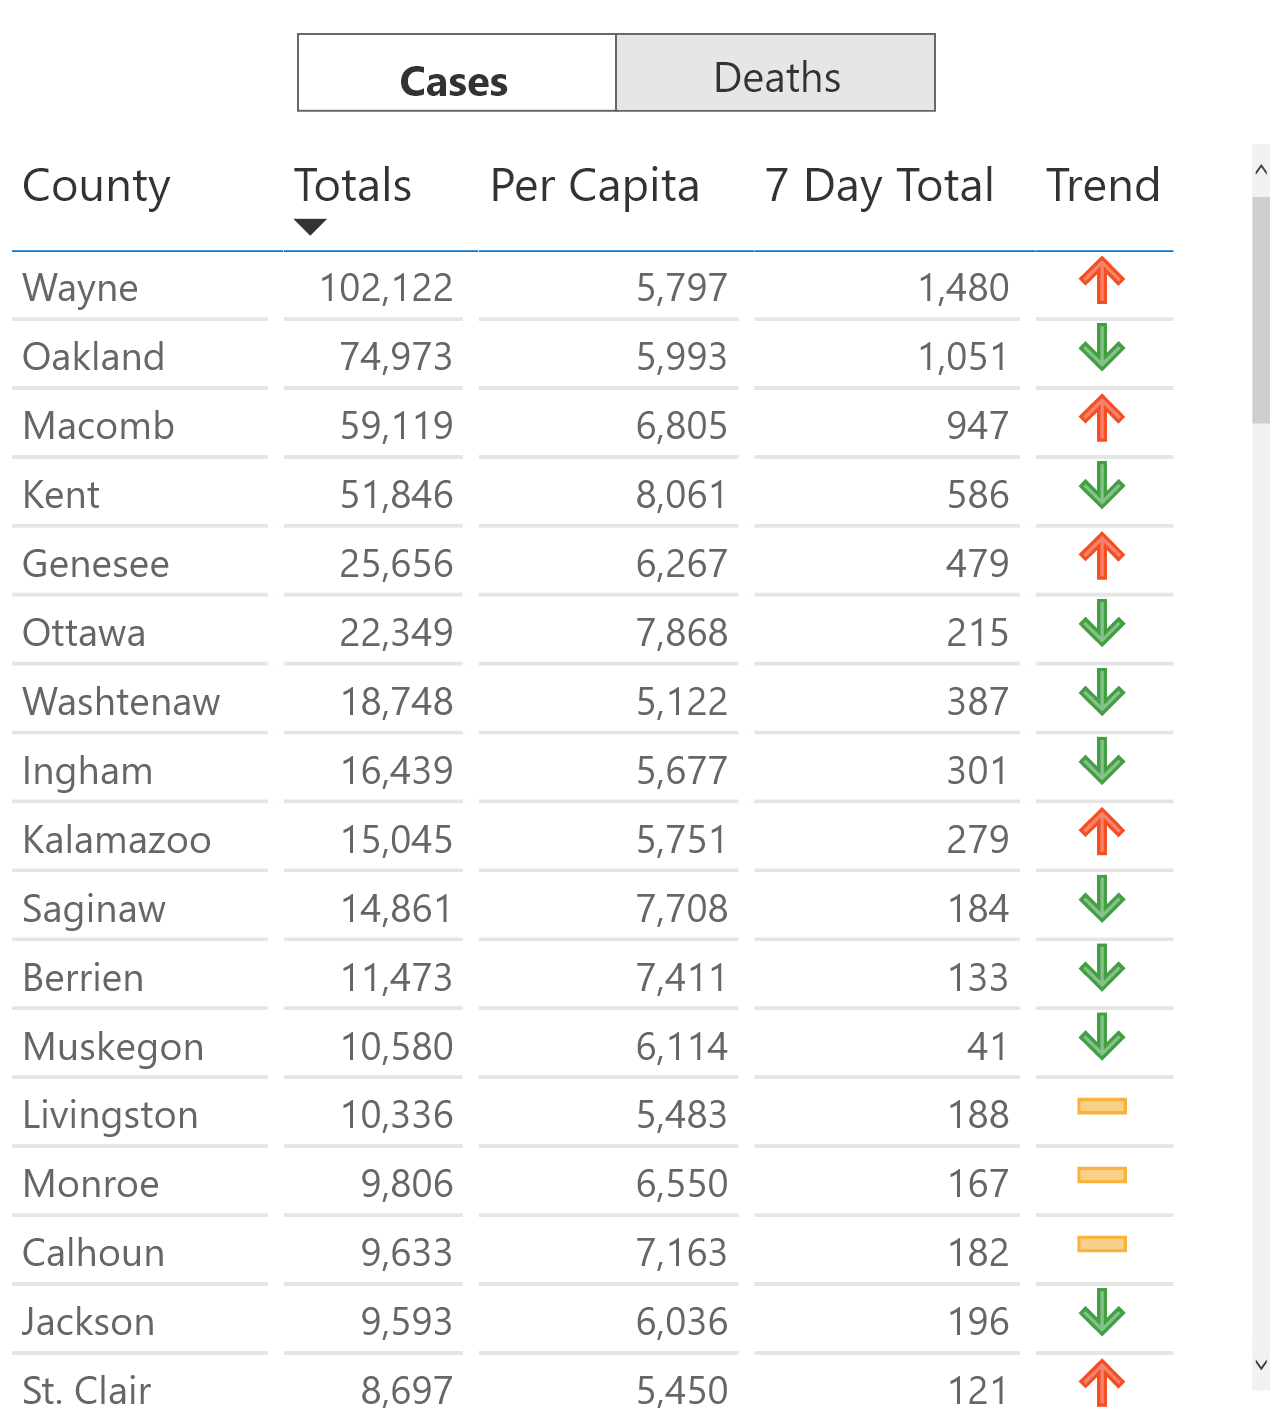 Cases Deaths
County Totals Per Capita 7 Day Total Trend
Wayne 102,122 5,797 1,480
Oakland 74,973 5,993 1,051
Macomb 59,119 6,805 947
Kent 51,846 8,061 586
Genesee 25,656 6,267 479
Ottawa 22,349 7,868 215
Washtenaw 18,748 5,122 387
Ingham 16,439 5,677 301
Kalamazoo 15,045 5,751 279
Saginaw 14,861 7,708 184
Berrien 11,473 7,411 133
Muskegon 10,580 6,114 41
Livingston 10,336 5,483 188
Monroe 9,806 6,550 167
Calhoun 9,633 7,163 182
Jackson 9,593 6,036 196
St. Clair 8,697 5,450 121